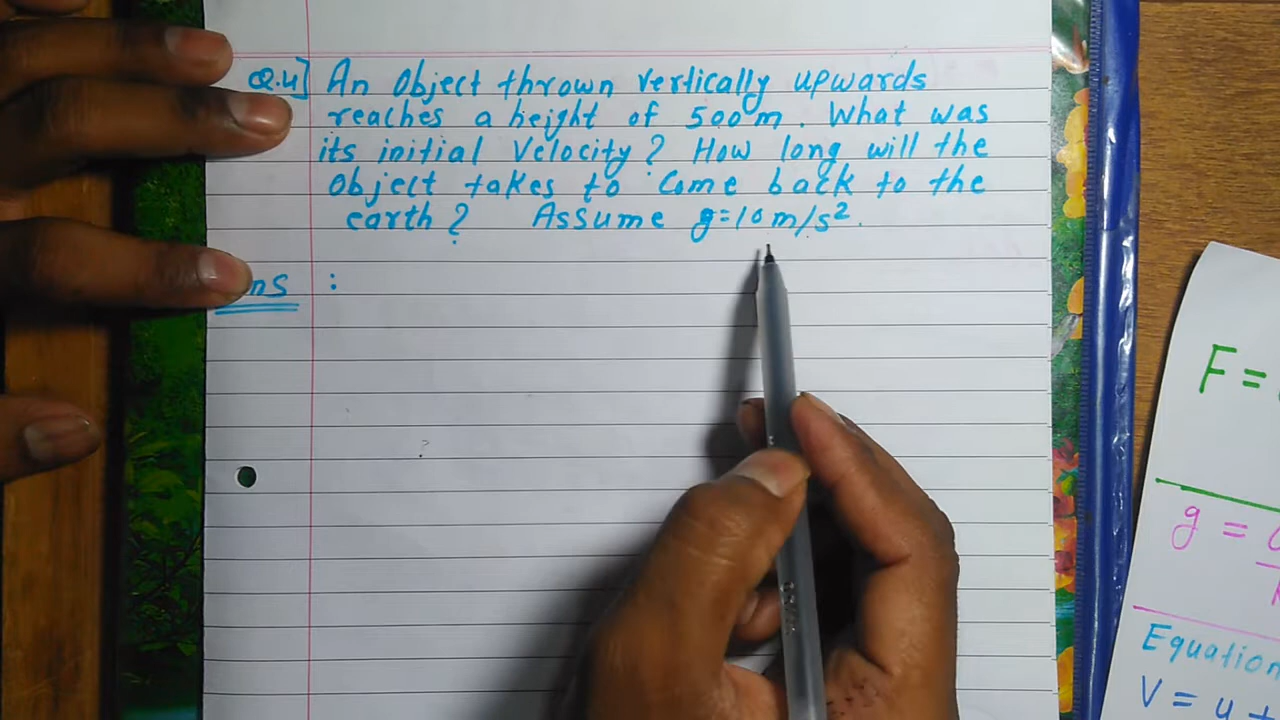 Q.4] An Object thrown Vertically upwards
reaches a height of 500m. What was
its initial Velocity? How long will the
Object takes to Come back to the
earth? Assume g=10m/s².
ns :
F =
g =
Equation
V = u +